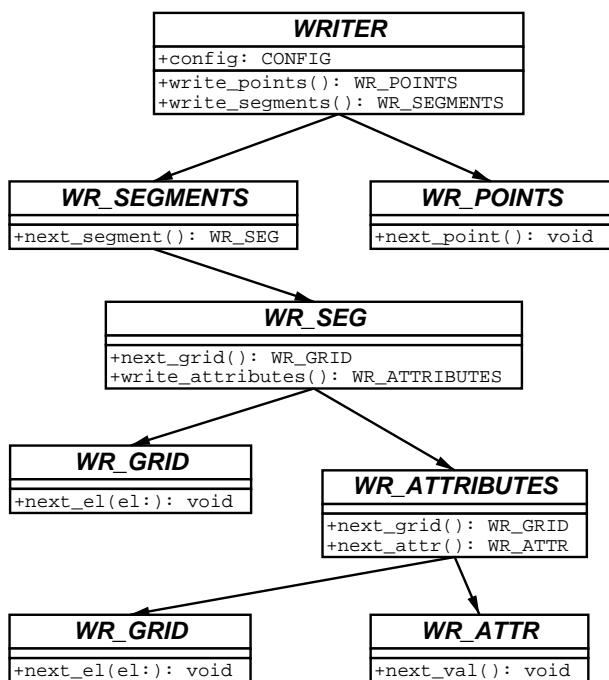 WRITER
+config: CONFIG
+write_points(): WR_POINTS
+write_segments(): WR_SEGMENTS
WR_SEGMENTS
+next_segment(): WR_SEG
WR_POINTS
+next_point(): void
WR_SEG
+next_grid(): WR_GRID
+write_attributes(): WR_ATTRIBUTES
WR_GRID
+next_el(el:): void
WR_ATTRIBUTES
+next_grid(): WR_GRID
+next_attr(): WR_ATTR
WR_GRID
+next_el(el:): void
WR_ATTR
+next_val(): void